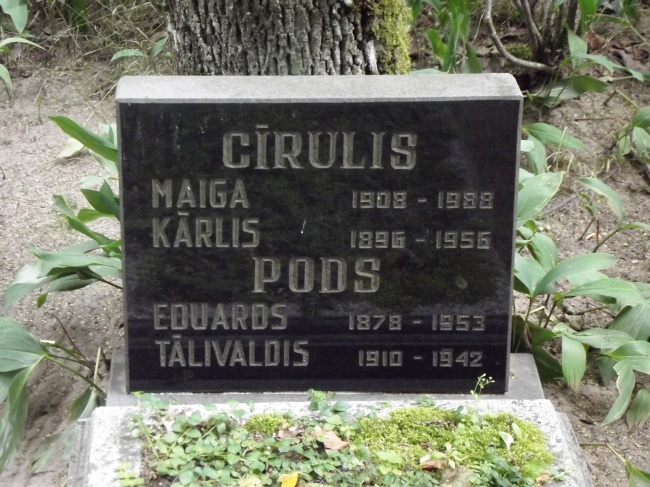 CĪRULIS
MAIGA 1908 - 1988
KĀRLIS 1896 - 1956
PODS
EDUARDS 1878 - 1953
TĀLIVALDIS 1910 - 1942